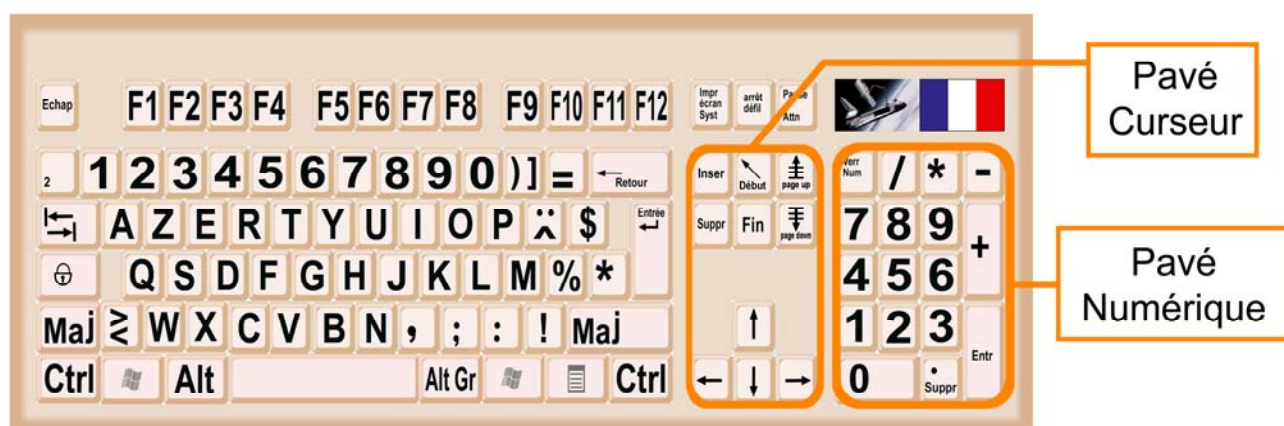 Pavé
Curseur
Echap F1 F2 F3 F4 F5 F6 F7 F8 F9 F10 F11 F12
Impr
écran
Syst
arrêt
défil
Attn
2 1 2 3 4 5 6 7 8 9 0 )] = Retour
Inser Début page up
Verr
Num / * -
A Z E R T Y U I O P ¨ $ Entrée
Suppr Fin page down
7 8 9 +
Q S D F G H J K L M % *
4 5 6
Pavé
Numérique
Maj > < W X C V B N , ; : ! Maj
↑
1 2 3 Entr
Ctrl Alt Alt Gr Ctrl
← ↓ →
0 . Suppr